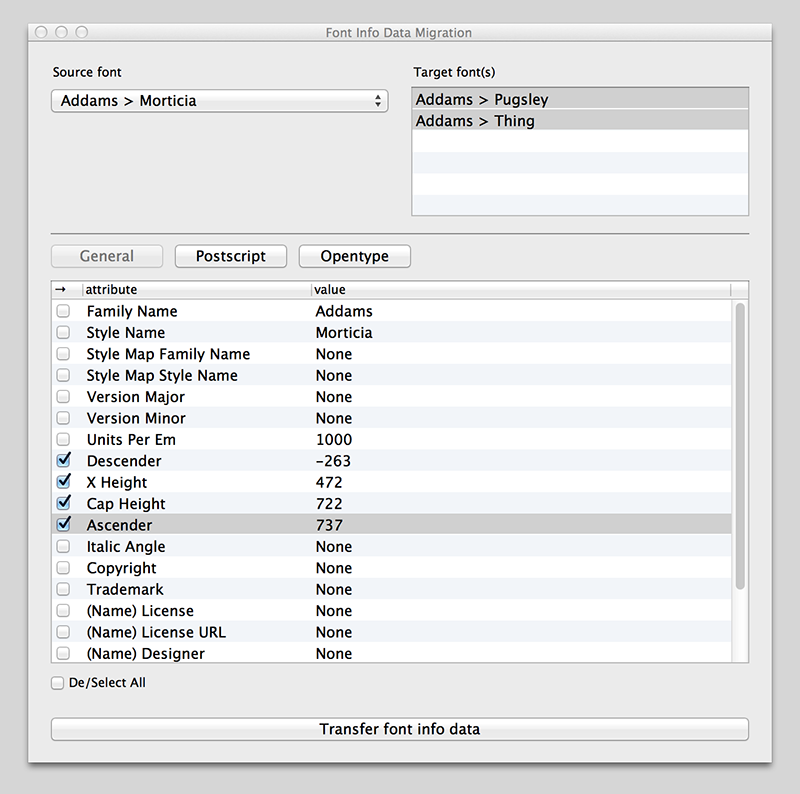 Font Info Data Migration
Source font
Target font(s)
Addams > Morticia
Addams > Pugsley
Addams > Thing
General Postscript Opentype
→ attribute value
Family Name Addams
Style Name Morticia
Style Map Family Name None
Style Map Style Name None
Version Major None
Version Minor None
Units Per Em 1000
Descender −263
X Height 472
Cap Height 722
Ascender 737
Italic Angle None
Copyright None
Trademark None
(Name) License None
(Name) License URL None
(Name) Designer None
De/Select All
Transfer font info data